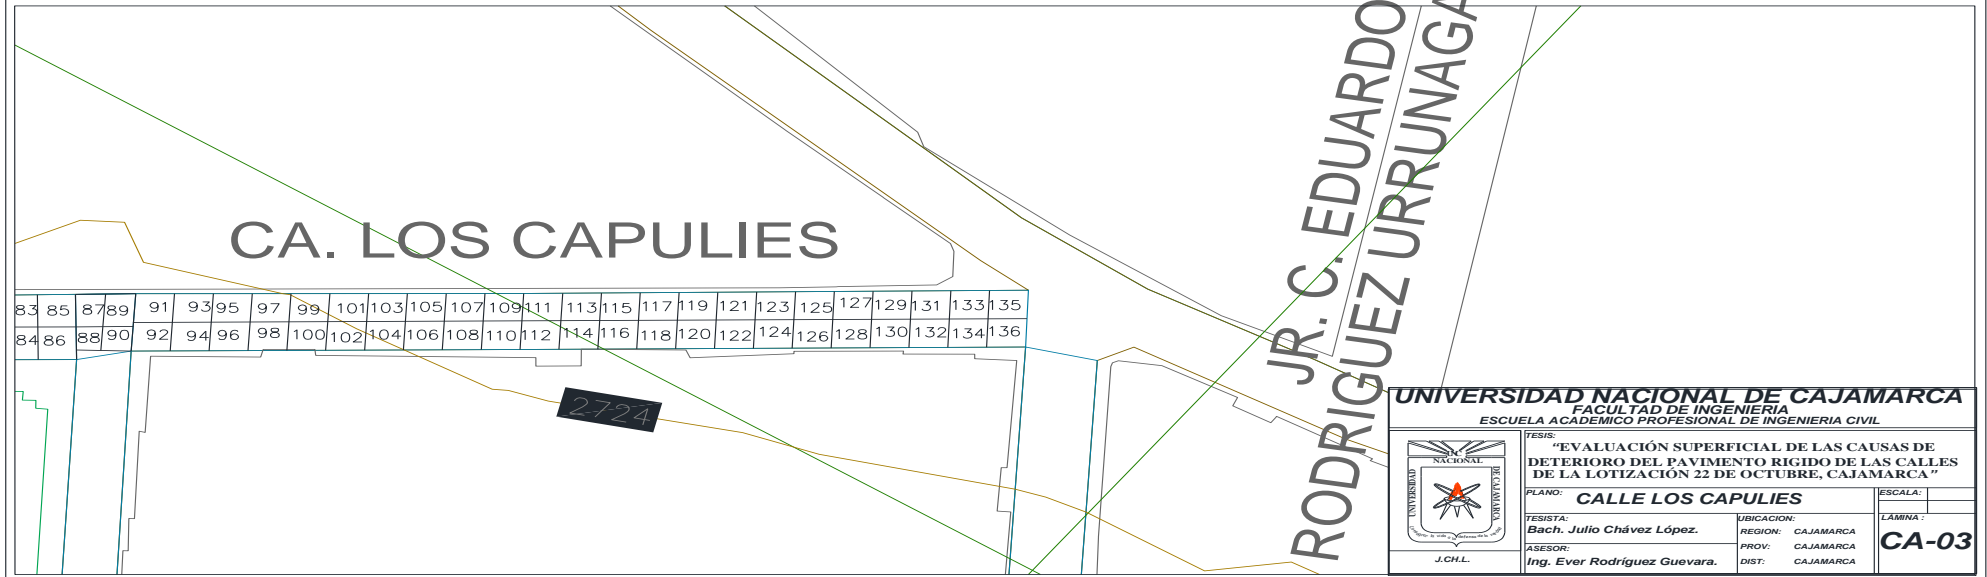 JR. C. EDUARDO
RODRIGUEZ URRUNAGA
CA. LOS CAPULIES
83 85 87 89 91 93 95 97 99 101 103 105 107 109 111 113 115 117 119 121 123 125 127 129 131 133 135
84 86 88 90 92 94 96 98 100 102 104 106 108 110 112 114 116 118 120 122 124 126 128 130 132 134 136
2724
UNIVERSIDAD NACIONAL DE CAJAMARCA
FACULTAD DE INGENIERIA
ESCUELA ACADEMICO PROFESIONAL DE INGENIERIA CIVIL
UNIVERSIDAD
NACIONAL
DE CAJAMARCA
J.CH.L.
TESIS:
"EVALUACIÓN SUPERFICIAL DE LAS CAUSAS DE
DETERIORO DEL PAVIMENTO RIGIDO DE LAS CALLES
DE LA LOTIZACIÓN 22 DE OCTUBRE, CAJAMARCA"
PLANO: CALLE LOS CAPULIES
ESCALA:
TESISTA:
Bach. Julio Chávez López.
ASESOR:
Ing. Ever Rodríguez Guevara.
UBICACION:
REGION: CAJAMARCA
PROV: CAJAMARCA
DIST: CAJAMARCA
LÁMINA :
CA-03